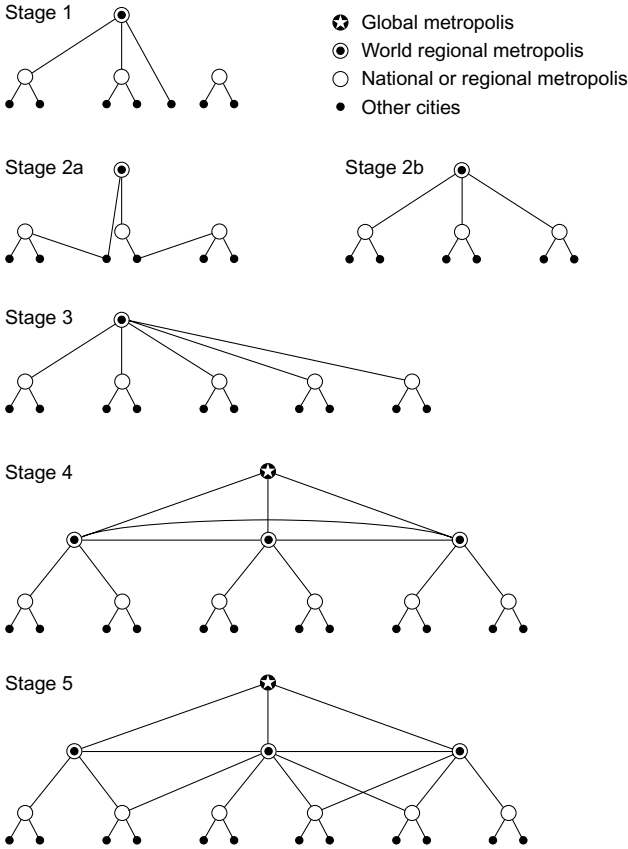 Stage 1
Global metropolis
World regional metropolis
National or regional metropolis
Other cities
Stage 2a
Stage 2b
Stage 3
Stage 4
Stage 5